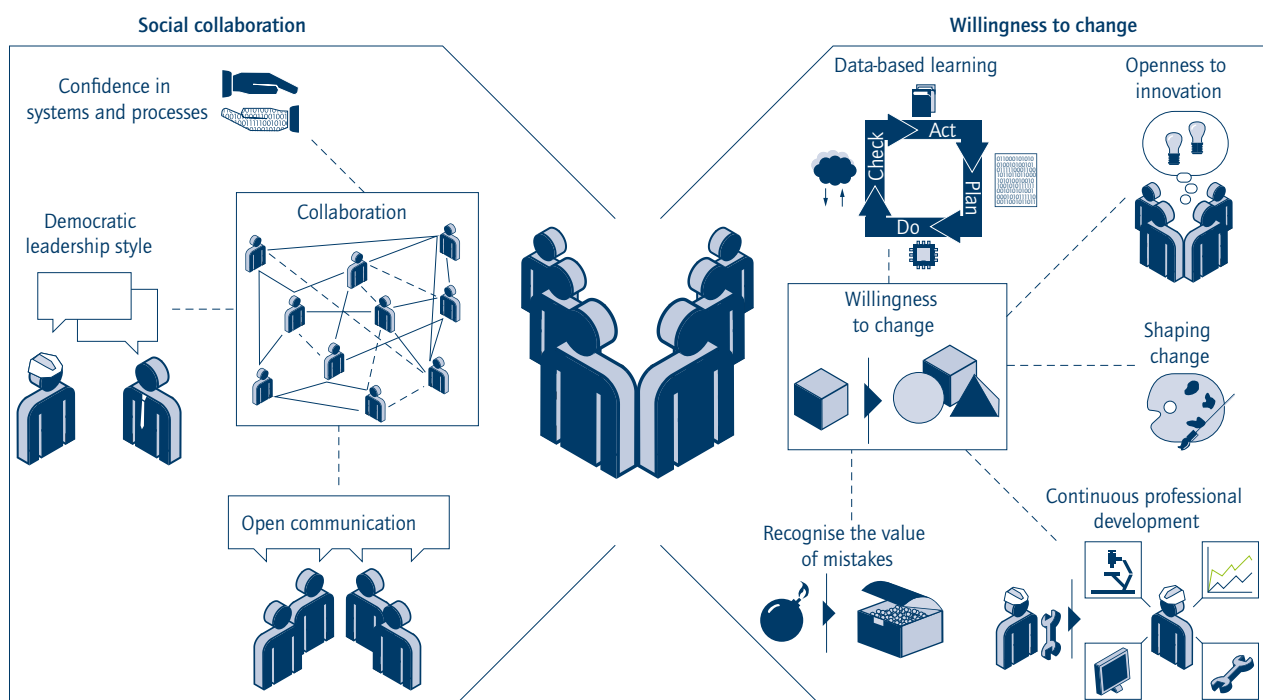 Social collaboration
Confidence in
systems and processes
Collaboration
Democratic
leadership style
Open communication
Willingness to change
Data-based learning
Act
Plan
Do
Check
Openness to
innovation
Willingness
to change
Shaping
change
Recognise the value
of mistakes
Continuous professional
development